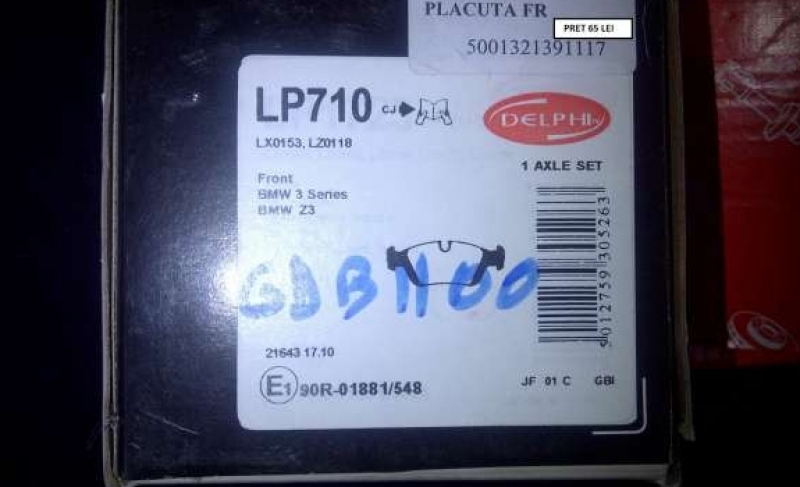 PLACUTA FR
PRET 65 LEI
5001321391117
LP710 CJ
DELPHI
LX0153, LZ0118
1 AXLE SET
Front
BMW 3 Series
BMW Z3
5012759305263
GDB1100
21643 17.10
E1 90R-01881/548
JF 01 C GBI